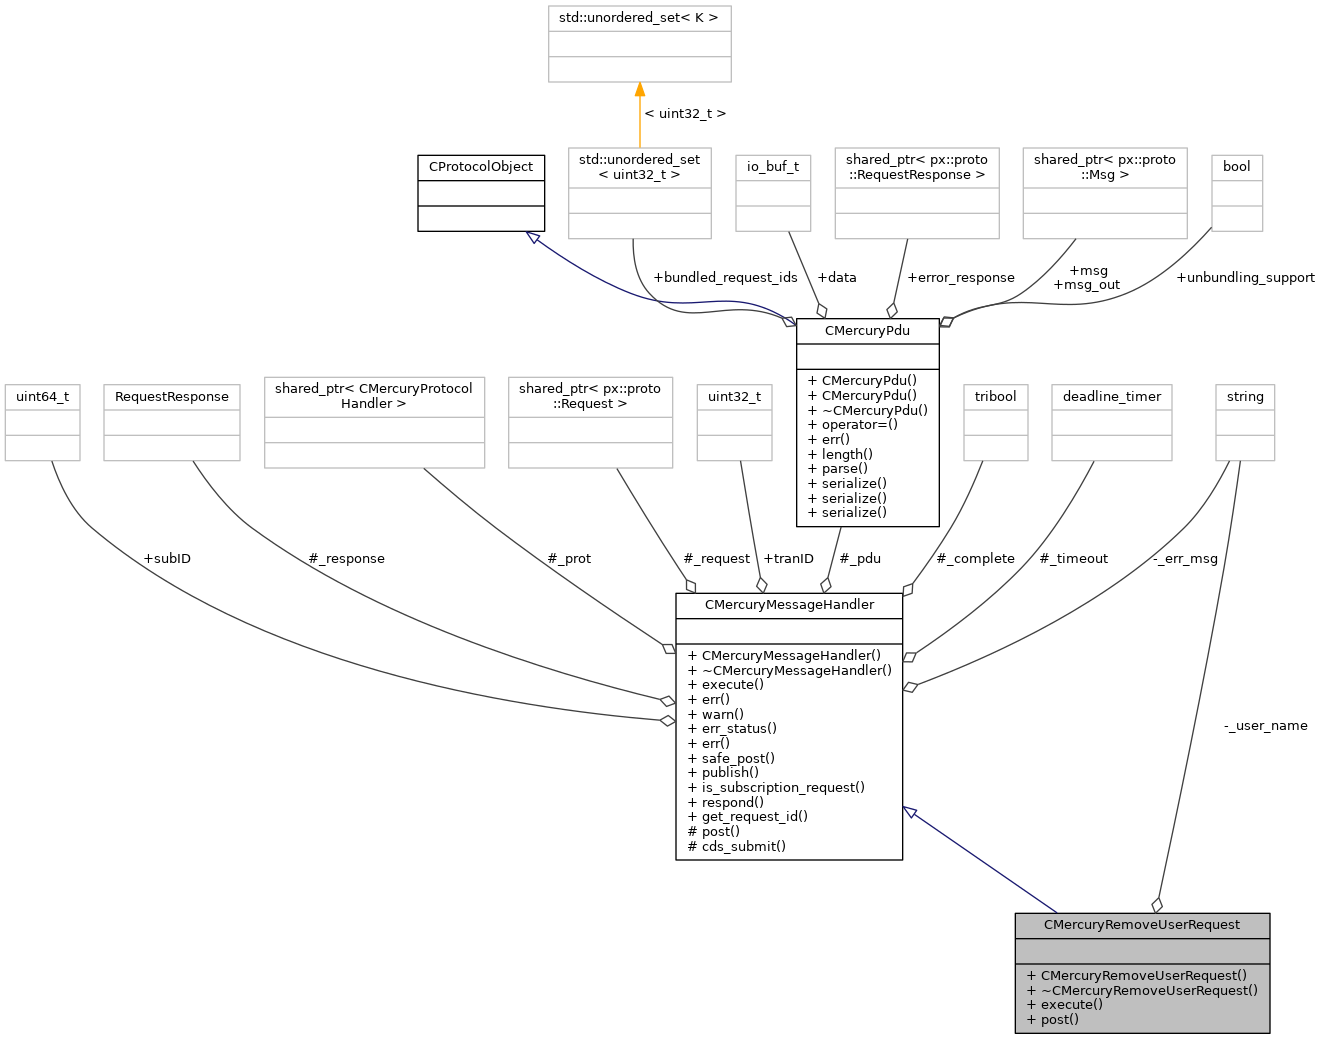 std::unordered_set< K >
< uint32_t >
CProtocolObject
std::unordered_set
< uint32_t >
io_buf_t
shared_ptr< px::proto
::RequestResponse >
shared_ptr< px::proto
::Msg >
bool
+bundled_request_ids
+data
+error_response
+msg
+msg_out
+unbundling_support
CMercuryPdu
+ CMercuryPdu()
+ CMercuryPdu()
+ ~CMercuryPdu()
+ operator=()
+ err()
+ length()
+ parse()
+ serialize()
+ serialize()
+ serialize()
uint64_t
RequestResponse
shared_ptr< CMercuryProtocol
Handler >
shared_ptr< px::proto
::Request >
uint32_t
tribool
deadline_timer
string
+subID
#_response
#_prot
#_request
+tranID
#_pdu
#_complete
#_timeout
-_err_msg
CMercuryMessageHandler
+ CMercuryMessageHandler()
+ ~CMercuryMessageHandler()
+ execute()
+ err()
+ warn()
+ err_status()
+ err()
+ safe_post()
+ publish()
+ is_subscription_request()
+ respond()
+ get_request_id()
# post()
# cds_submit()
-_user_name
CMercuryRemoveUserRequest
+ CMercuryRemoveUserRequest()
+ ~CMercuryRemoveUserRequest()
+ execute()
+ post()